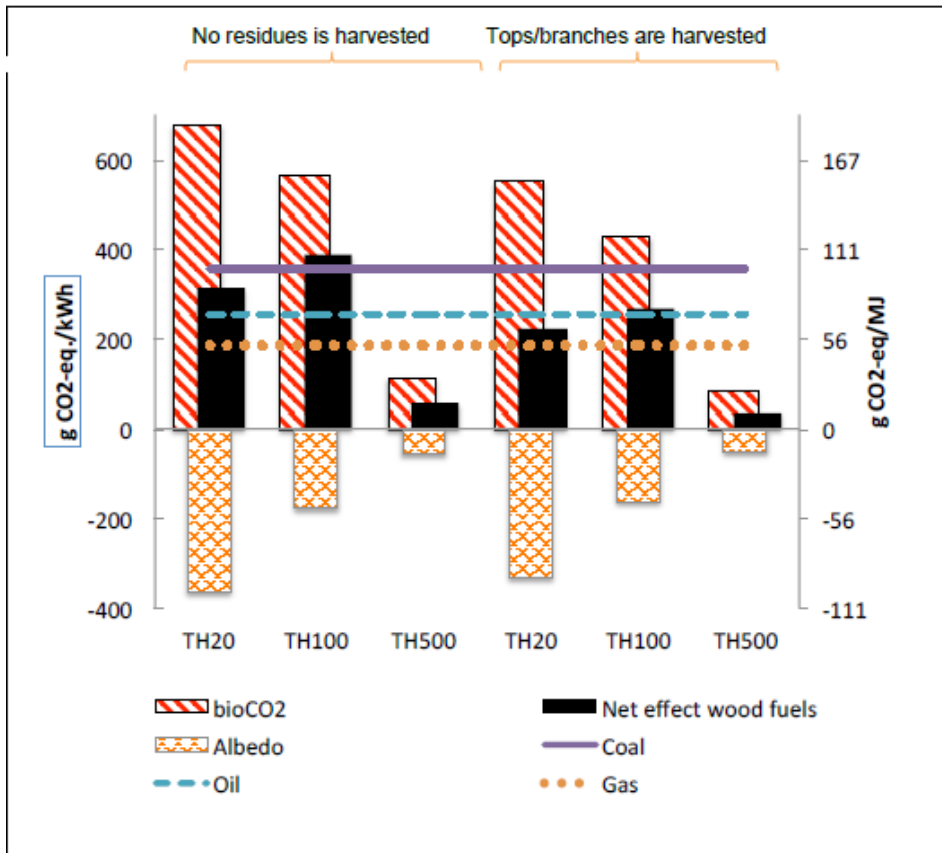 No residues is harvested
Tops/branches are harvested
g CO2-eq./kWh
600
400
200
0
-200
-400
167
111
56
0
-56
-111
g CO2-eq/MJ
TH20 TH100 TH500 TH20 TH100 TH500
bioCO2
Net effect wood fuels
Albedo
Coal
Oil
Gas